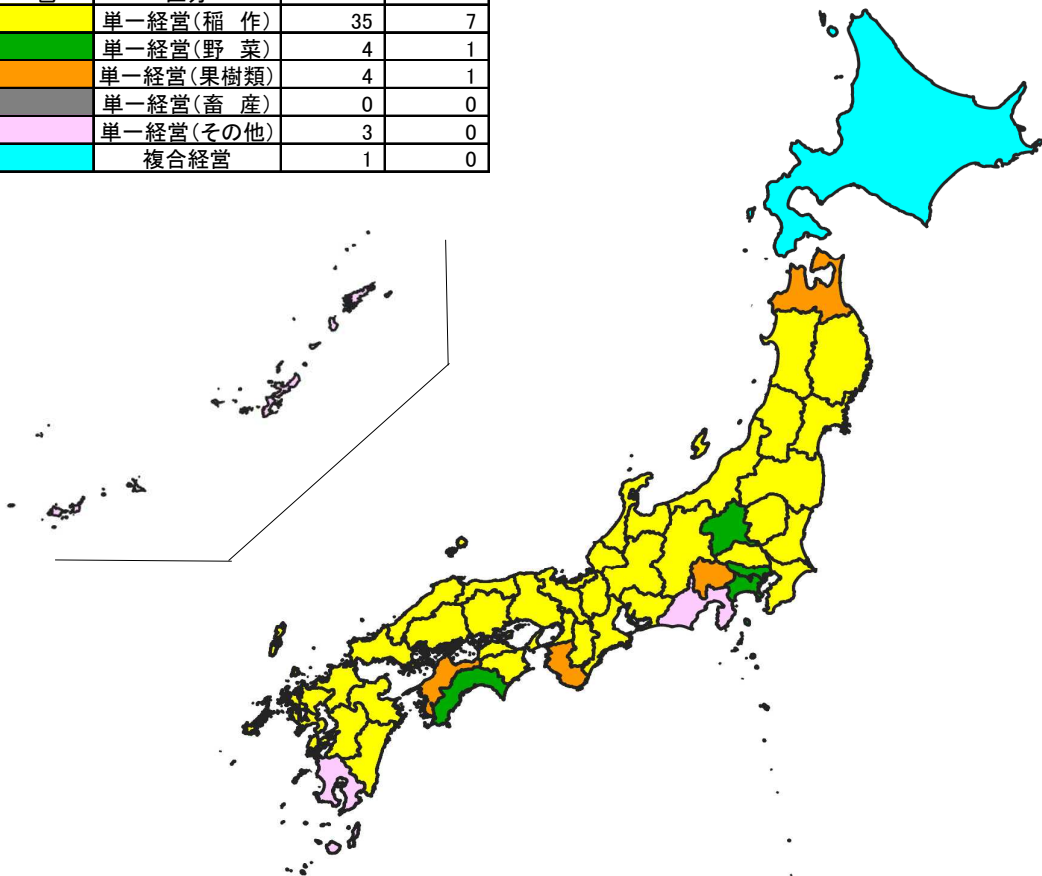 単一経営(稲　作) 35 7
単一経営(野　菜) 4 1
単一経営(果樹類) 4 1
単一経営(畜　産) 0 0
単一経営(その他) 3 0
複合経営 1 0